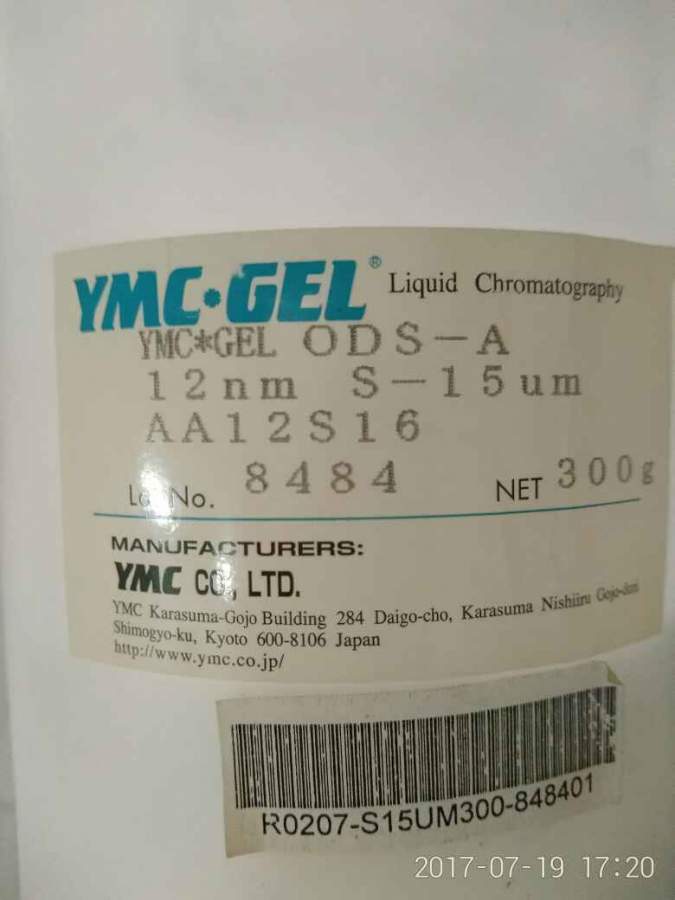 YMC•GEL® Liquid Chromatography
YMC*GEL ODS-A
12nm S-15um
AA12S16
Lot No. 8484 NET 300g
MANUFACTURERS:
YMC CO., LTD.
YMC Karasuma-Gojo Building 284 Daigo-cho, Karasuma Nishiiru Gojo-dori
Shimogyo-ku, Kyoto 600-8106 Japan
http://www.ymc.co.jp/
R0207-S15UM300-848401
2017-07-19 17:20